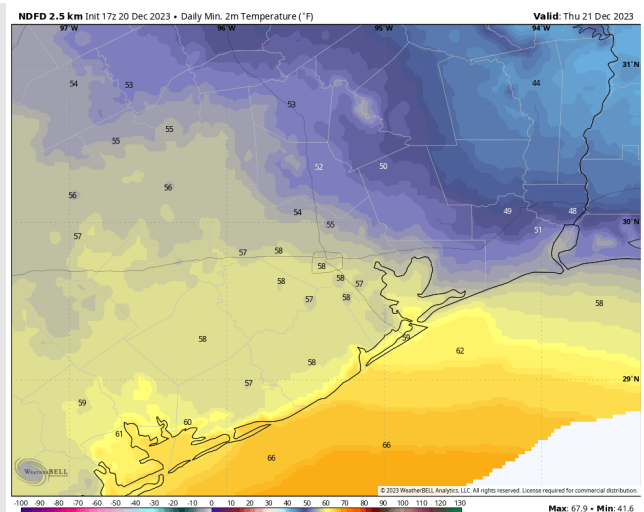 NDFD 2.5 km Init 17z 20 Dec 2023 • Daily Min. 2m Temperature (°F)
Valid: Thu 21 Dec 2023
97°W 96°W 95°W 94°W
31°N
54 53 44
53
55 55
52 50
56 56
54 49 48
30°N
55 51
57 57 58
58
58 58 57
57 58 58
59
58 62
58
29°N
57
59
60
61
66 66
WeatherBELL
© 2023 WeatherBELL Analytics, LLC. All rights reserved. License required for commercial distribution.
-100 -90 -80 -70 -60 -50 -40 -30 -20 -10 0 10 20 30 40 50 60 70 80 90 100 110 120 130
Max: 67.9 • Min: 41.6